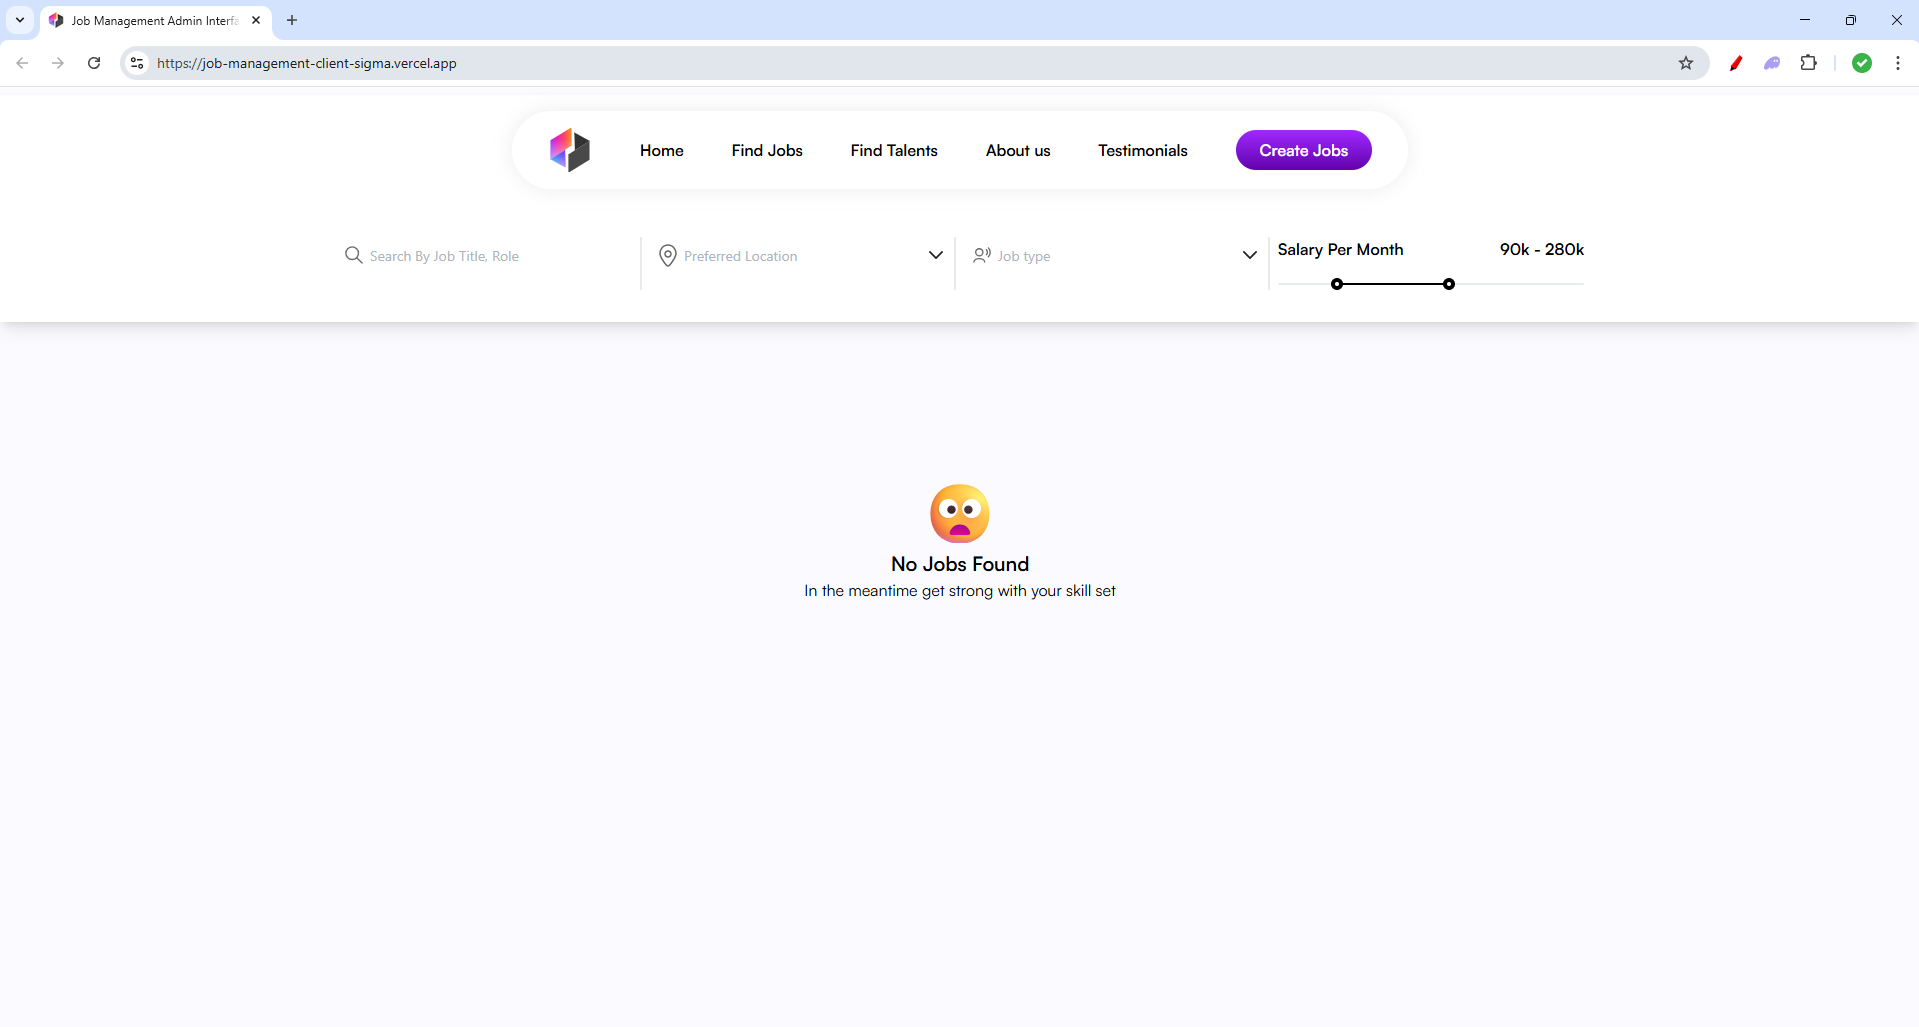 Job Management Admin Interfa
https://job-management-client-sigma.vercel.app
Home Find Jobs Find Talents About us Testimonials Create Jobs
Search By Job Title, Role Preferred Location Job type Salary Per Month 90k - 280k
No Jobs Found
In the meantime get strong with your skill set